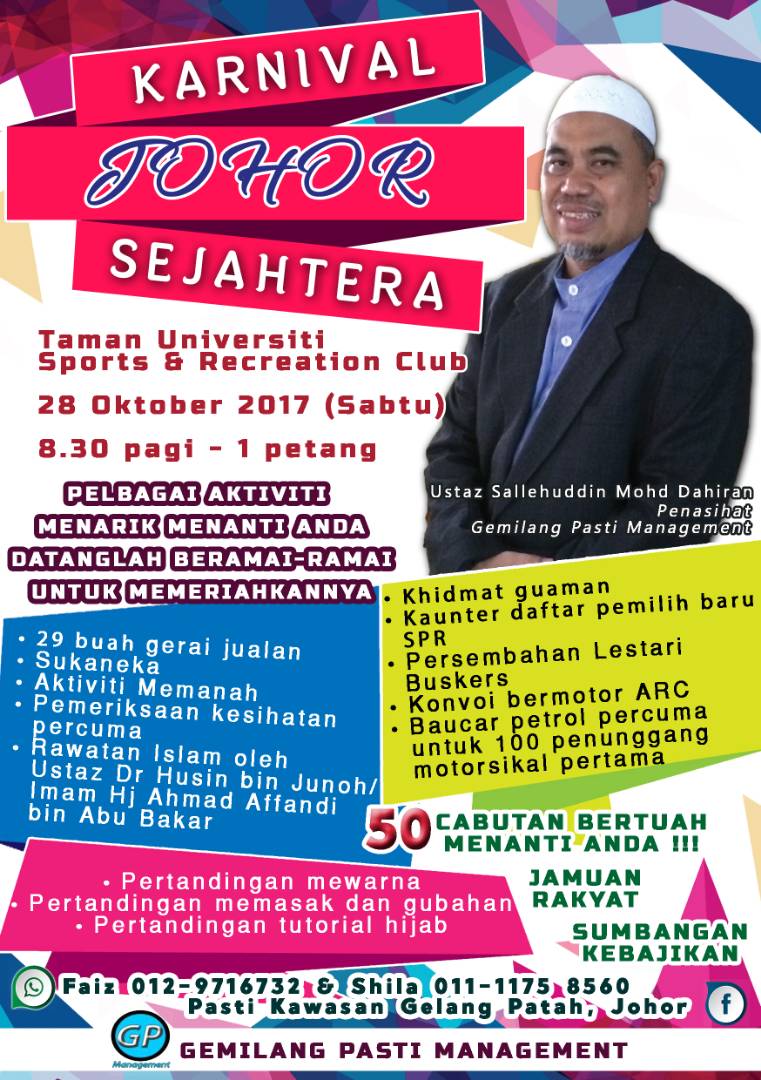 KARNIVAL
JOHOR
SEJAHTERA
Taman Universiti
Sports & Recreation Club
28 Oktober 2017 (Sabtu)
8.30 pagi - 1 petang
Ustaz Sallehuddin Mohd Dahiran
Penasihat
Gemilang Pasti Management
PELBAGAI AKTIVITI
MENARIK MENANTI ANDA
DATANGLAH BERAMAI-RAMAI
UNTUK MEMERIAHKANNYA
• 29 buah gerai jualan
• Sukaneka
• Aktiviti Memanah
• Pemeriksaan kesihatan
percuma
• Rawatan Islam oleh
Ustaz Dr Husin bin Junoh/
Imam Hj Ahmad Affandi
bin Abu Bakar
• Khidmat guaman
• Kaunter daftar pemilih baru
SPR
• Persembahan Lestari
Buskers
• Konvoi bermotor ARC
• Baucar petrol percuma
untuk 100 penunggang
motorsikal pertama
50 CABUTAN BERTUAH
MENANTI ANDA !!!
• Pertandingan mewarna
• Pertandingan memasak dan gubahan
• Pertandingan tutorial hijab
JAMUAN
RAKYAT
SUMBANGAN
KEBAJIKAN
Faiz 012-9716732 & Shila 011-1175 8560
Pasti Kawasan Gelang Patah, Johor
f
GP
Management
GEMILANG PASTI MANAGEMENT